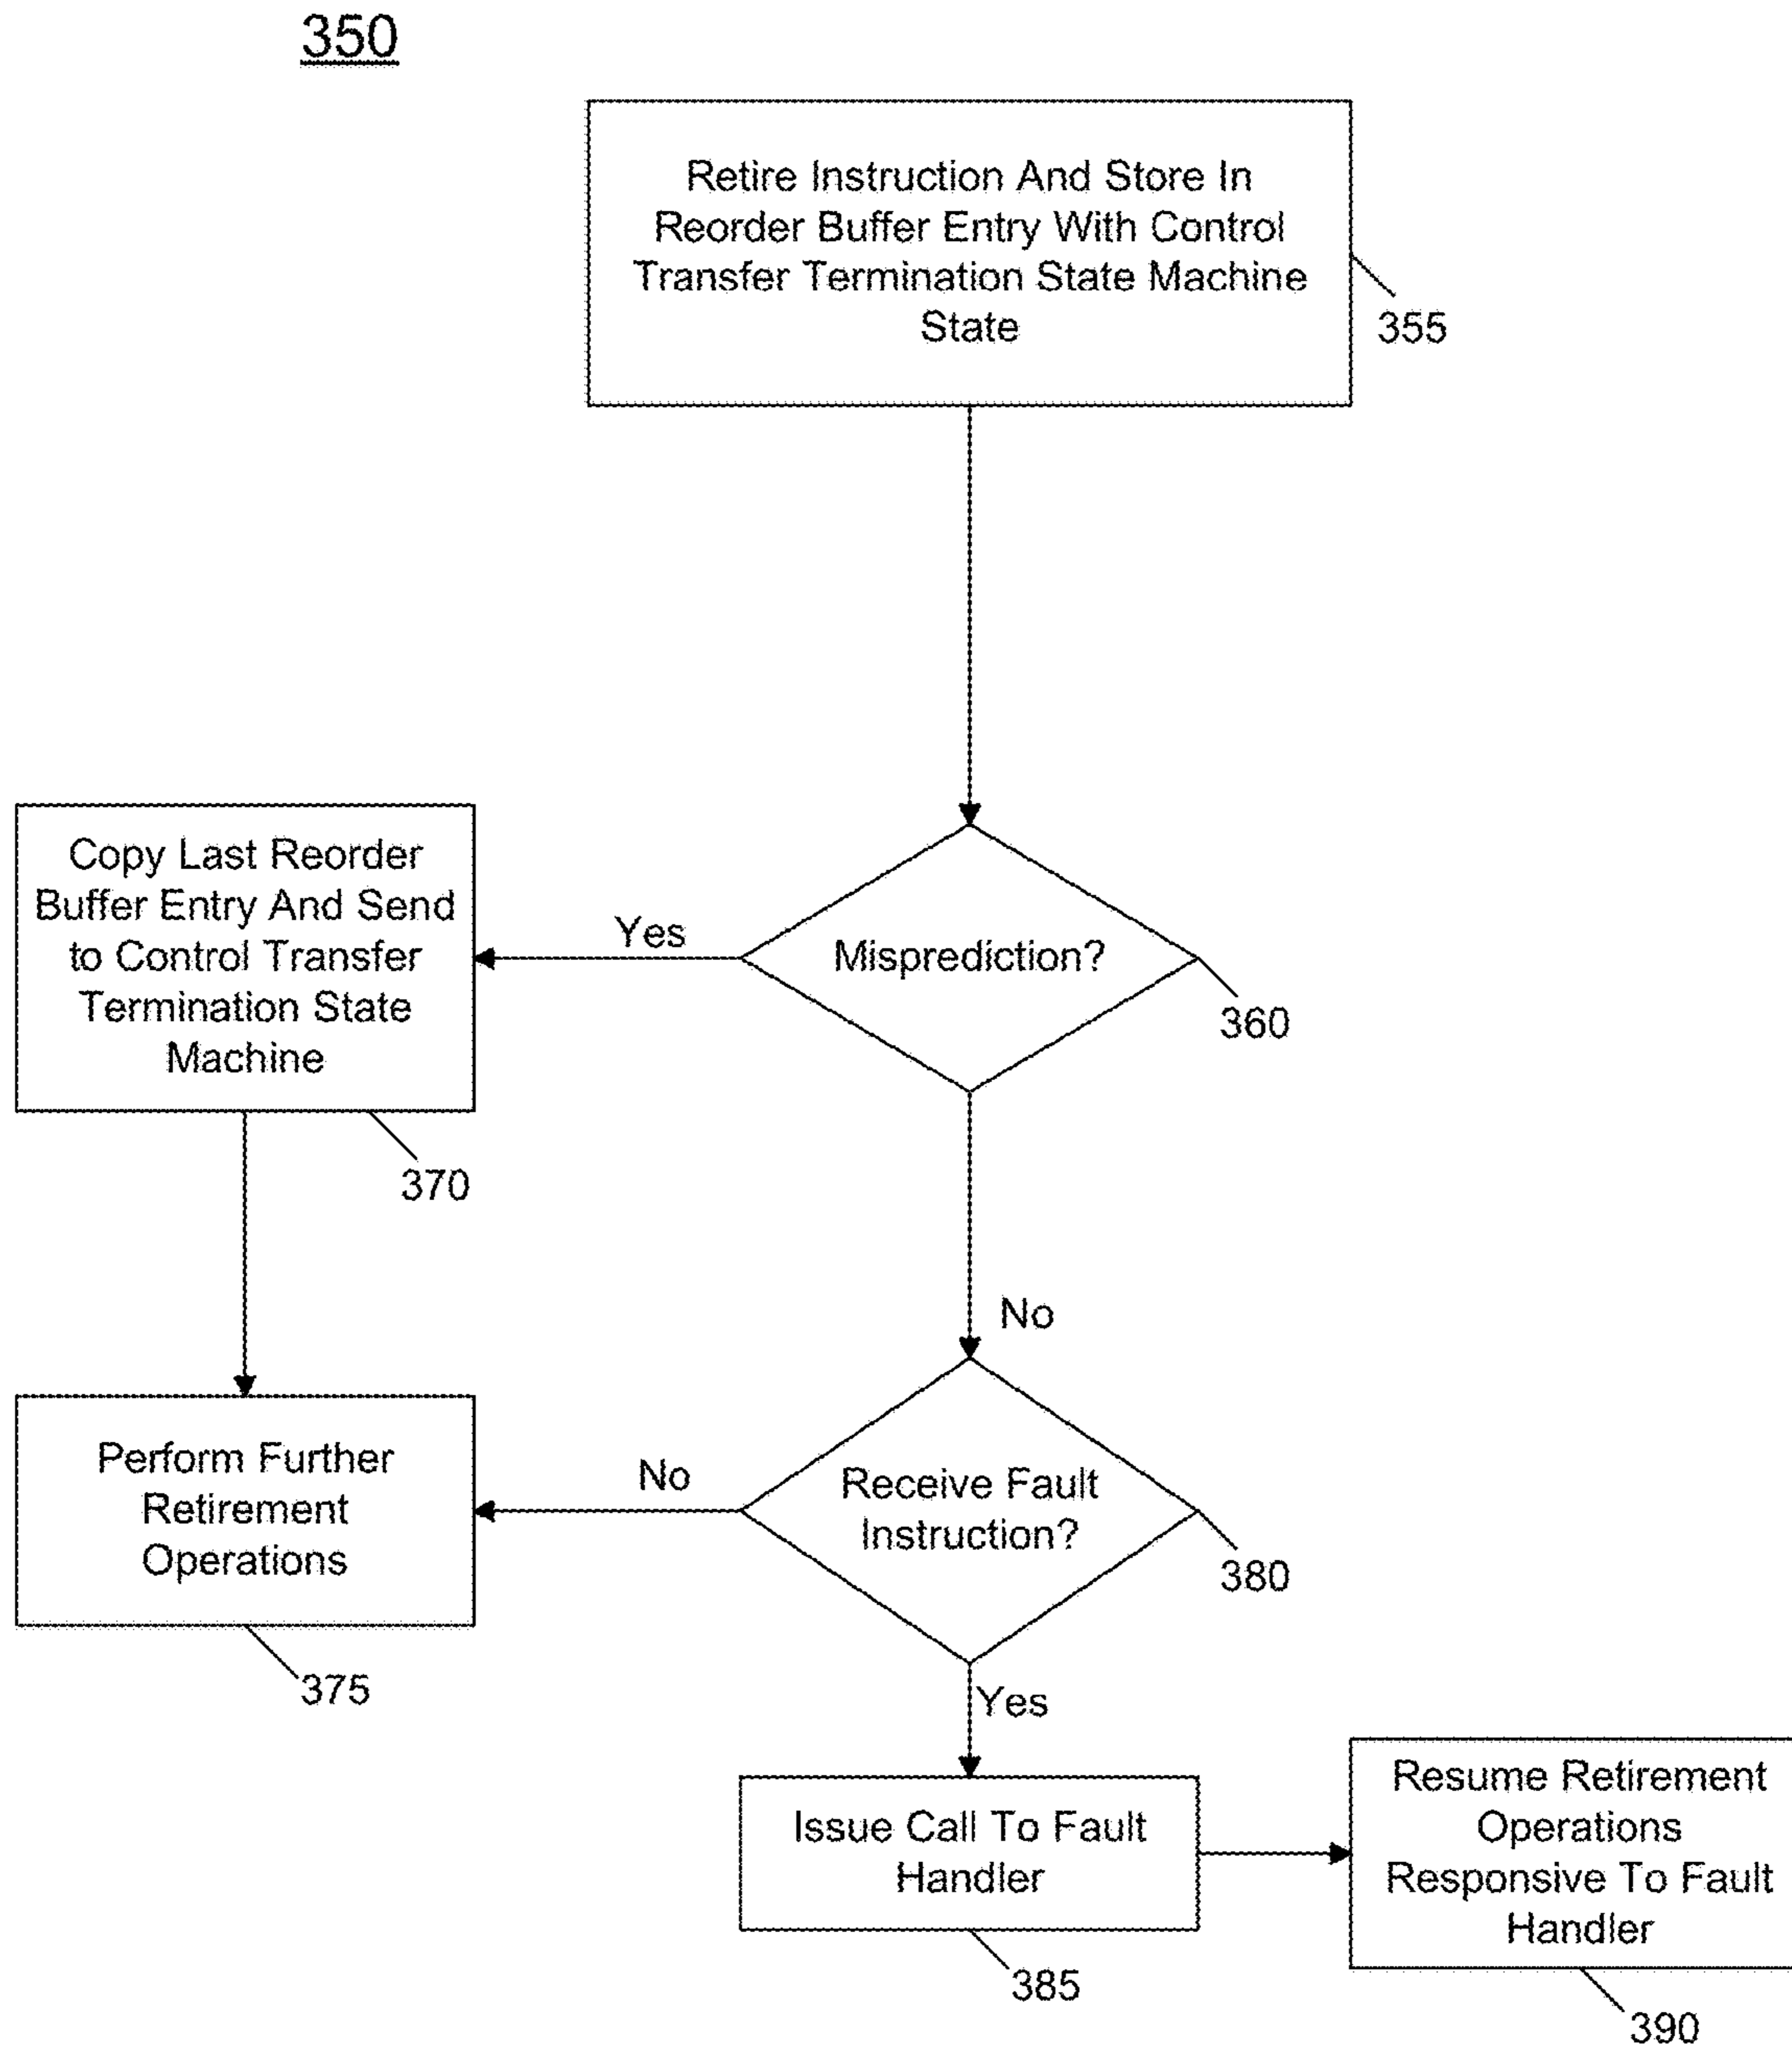 350
Retire Instruction And Store In
Reorder Buffer Entry With Control
Transfer Termination State Machine
State
355
Copy Last Reorder
Buffer Entry And Send
to Control Transfer
Termination State
Machine
370
Yes
Misprediction?
360
No
Perform Further
Retirement
Operations
375
No
Receive Fault
Instruction?
380
Yes
Issue Call To Fault
Handler
385
Resume Retirement
Operations
Responsive To Fault
Handler
390